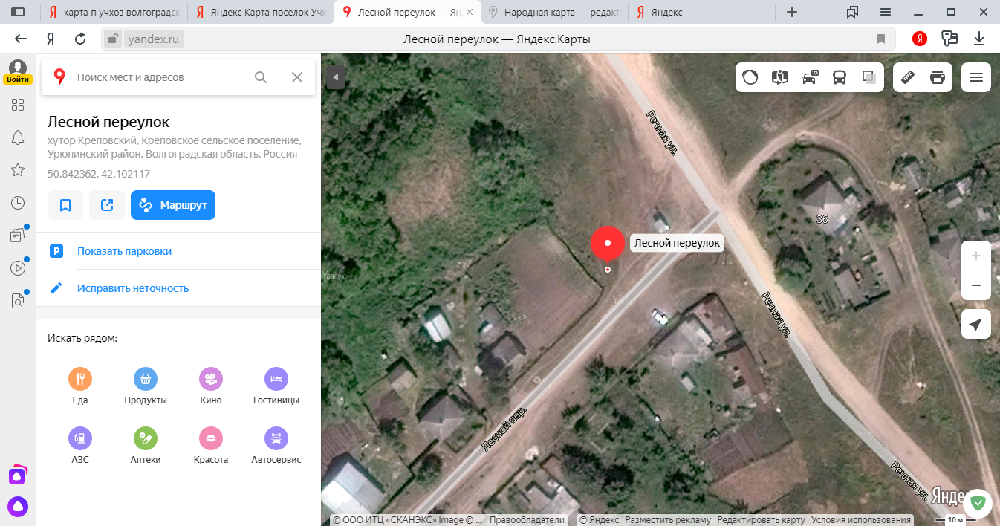 карта п учхоз волгоградск
Яндекс Карта поселок Учх
Лесной переулок — Ян
Народная карта — редакт
Яндекс
yandex.ru
Лесной переулок — Яндекс.Карты
Войти
Поиск мест и адресов
Лесной переулок
хутор Креповский, Креповское сельское поселение,
Урюпинский район, Волгоградская область, Россия
50.842362, 42.102117
Маршрут
Показать парковки
Исправить неточность
Искать рядом:
Еда
Продукты
Кино
Гостиницы
АЗС
Аптеки
Красота
Автосервис
Речная ул.
36
Лесной переулок
Yandex
Yandex
Речная ул.
Лесной пер.
Речная ул.
Янде
© ООО ИТЦ «СКАНЭКС» Image © ... Правообладатели
© Яндекс Разместить рекламу Редактировать карту Условия использования
10 м